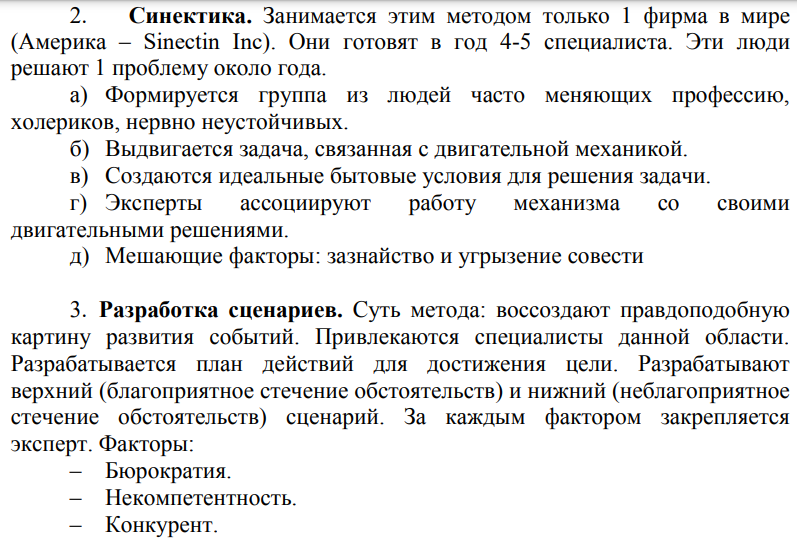 2. Синектика. Занимается этим методом только 1 фирма в мире
(Америка – Sinectin Inc). Они готовят в год 4-5 специалиста. Эти люди
решают 1 проблему около года.
а) Формируется группа из людей часто меняющих профессию,
холериков, нервно неустойчивых.
б) Выдвигается задача, связанная с двигательной механикой.
в) Создаются идеальные бытовые условия для решения задачи.
г) Эксперты ассоциируют работу механизма со своими
двигательными решениями.
д) Мешающие факторы: зазнайство и угрызение совести
3. Разработка сценариев. Суть метода: воссоздают правдоподобную
картину развития событий. Привлекаются специалисты данной области.
Разрабатывается план действий для достижения цели. Разрабатывают
верхний (благоприятное стечение обстоятельств) и нижний (неблагоприятное
стечение обстоятельств) сценарий. За каждым фактором закрепляется
эксперт. Факторы:
– Бюрократия.
– Некомпетентность.
– Конкурент.